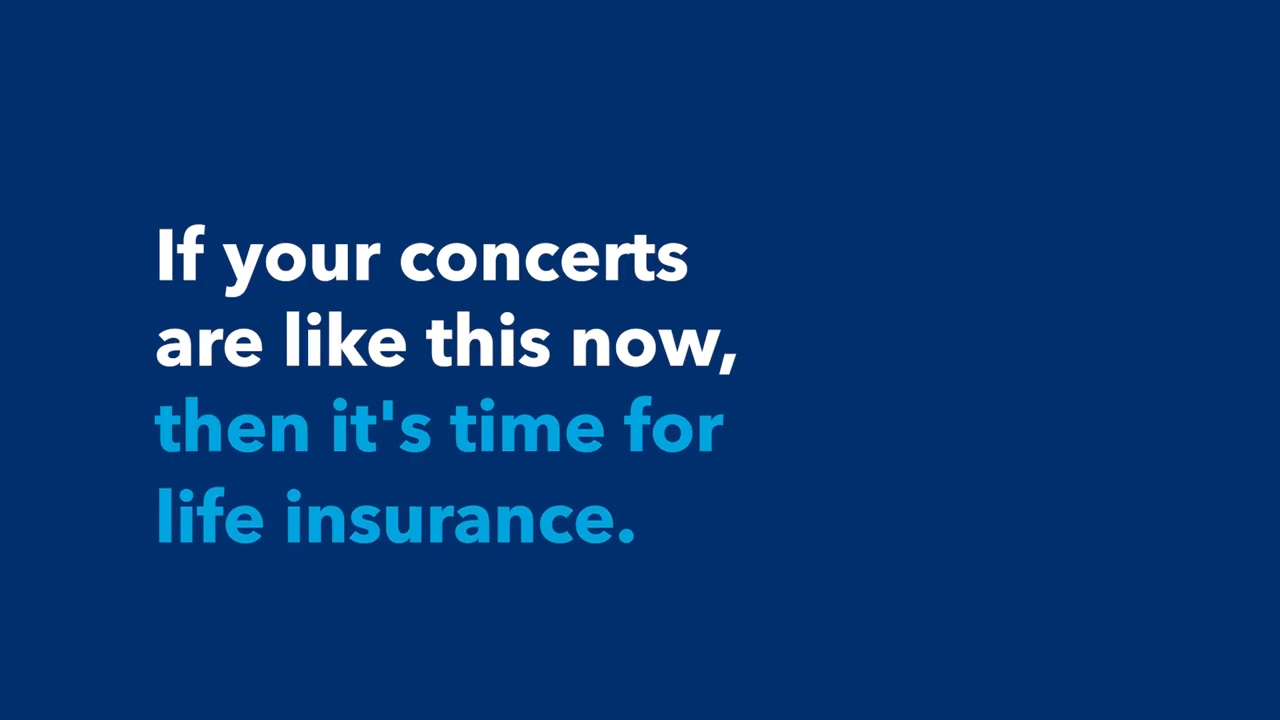 If your concerts
are like this now,
then it's time for
life insurance.